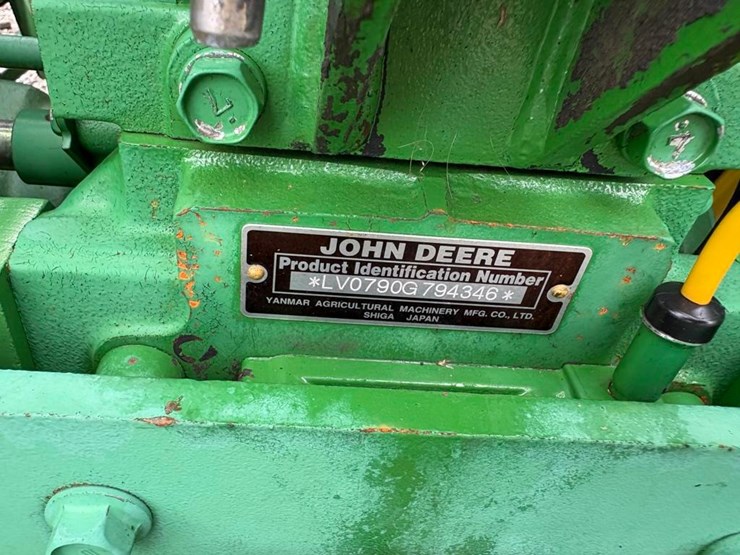 JOHN DEERE
Product Identification Number
*LV0790G794346*
YANMAR AGRICULTURAL MACHINERY MFG. CO., LTD.
SHIGA JAPAN